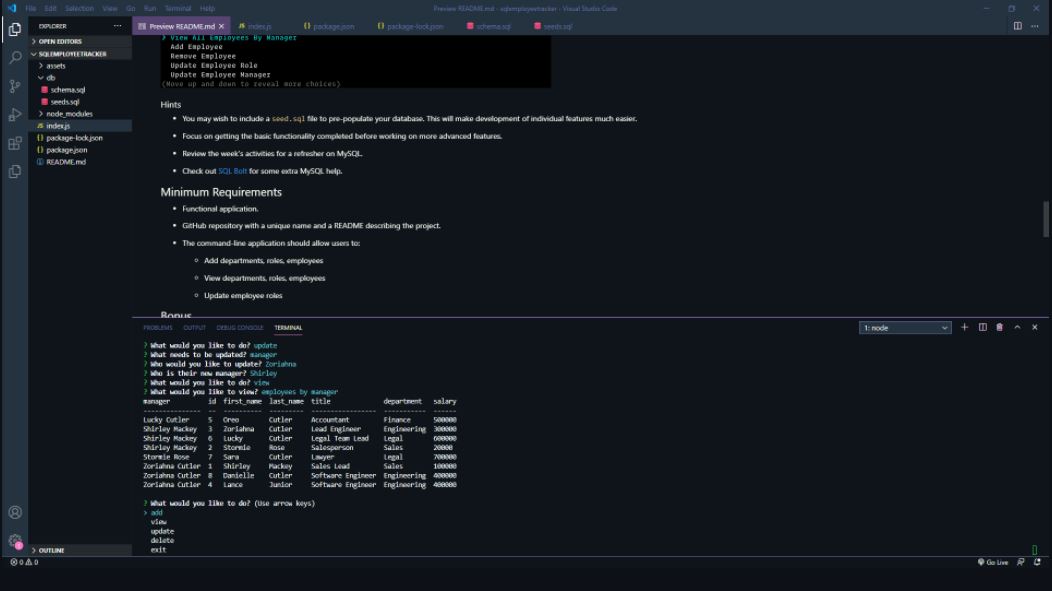 File Edit Selection View Go Run Terminal Help
Preview README.md - sqlemployeetracker - Visual Studio Code
EXPLORER ···
Preview README.md × index.js package.json package-lock.json schema.sql seeds.sql
OPEN EDITORS
SQLEMPLOYEETRACKER
assets
db
schema.sql
seeds.sql
node_modules
index.js
package-lock.json
package.json
README.md
OUTLINE
> View All Employees By Manager
Add Employee
Remove Employee
Update Employee Role
Update Employee Manager
(Move up and down to reveal more choices)
Hints
• You may wish to include a seed.sql file to pre-populate your database. This will make development of individual features much easier.
• Focus on getting the basic functionality completed before working on more advanced features.
• Review the week's activities for a refresher on MySQL.
• Check out SQL Bolt for some extra MySQL help.
Minimum Requirements
• Functional application.
• GitHub repository with a unique name and a README describing the project.
• The command-line application should allow users to:
○ Add departments, roles, employees
○ View departments, roles, employees
○ Update employee roles
Bonus
PROBLEMS OUTPUT DEBUG CONSOLE TERMINAL
1: node
? What would you like to do? update
? What needs to be updated? manager
? Who would you like to update? Zoriahna
? Who is their new manager? Shirley
? What would you like to do? view
? What would you like to view? employees by manager
manager id first_name last_name title department salary
--------------- -- ---------- --------- ----------------- ----------- ------
Lucky Cutler 5 Oreo Cutler Accountant Finance 500000
Shirley Mackey 3 Zoriahna Cutler Lead Engineer Engineering 300000
Shirley Mackey 6 Lucky Cutler Legal Team Lead Legal 600000
Shirley Mackey 2 Stormie Rose Salesperson Sales 20000
Stormie Rose 7 Sara Cutler Lawyer Legal 700000
Zoriahna Cutler 1 Shirley Mackey Sales Lead Sales 100000
Zoriahna Cutler 8 Danielle Cutler Software Engineer Engineering 400000
Zoriahna Cutler 4 Lance Junior Software Engineer Engineering 400000
? What would you like to do? (Use arrow keys)
> add
view
update
delete
exit
0 0
Go Live